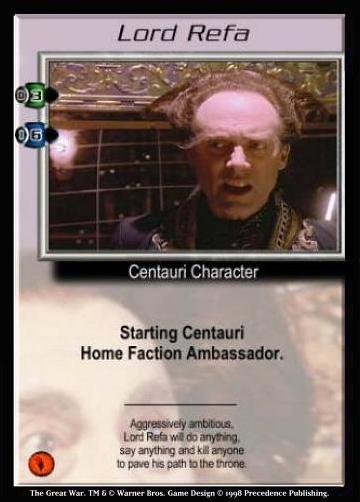 Lord Refa
03
06
Centauri Character
Starting Centauri
Home Faction Ambassador.
Aggressively ambitious,
Lord Refa will do anything,
say anything and kill anyone
to pave his path to the throne.
The Great War. TM & © Warner Bros. Game Design © 1998 Precedence Publishing.